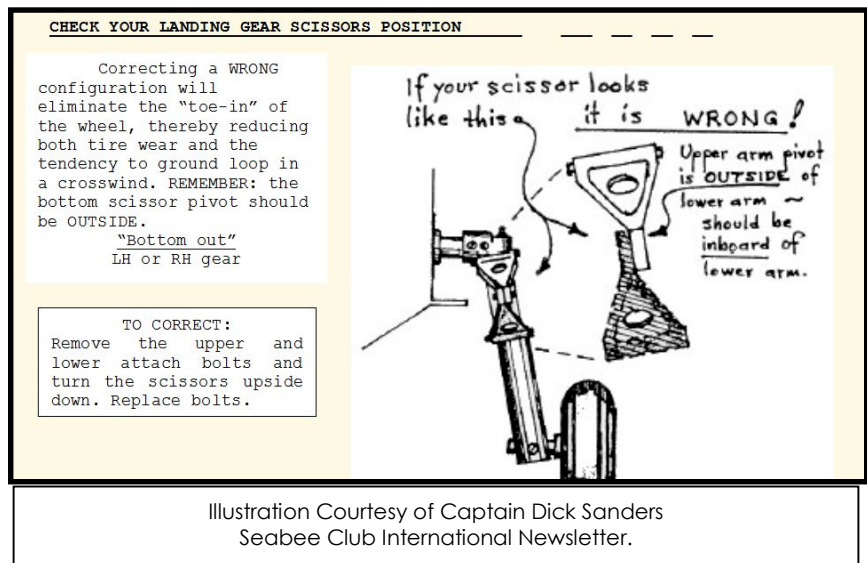 CHECK YOUR LANDING GEAR SCISSORS POSITION
Correcting a WRONG
configuration will
eliminate the “toe-in” of
the wheel, thereby reducing
both tire wear and the
tendency to ground loop in
a crosswind. REMEMBER: the
bottom scissor pivot should
be OUTSIDE.
“Bottom out”
LH or RH gear
TO CORRECT:
Remove the upper and
lower attach bolts and
turn the scissors upside
down. Replace bolts.
If your scissor looks
like this
it is WRONG!
Upper arm pivot
is OUTSIDE of
lower arm ~
should be
inboard of
lower arm.
Illustration Courtesy of Captain Dick Sanders
Seabee Club International Newsletter.